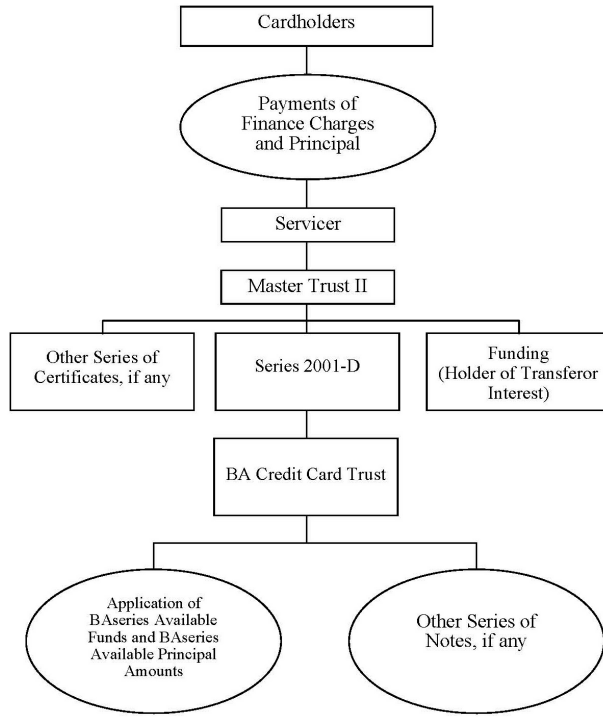 Cardholders
Payments of
Finance Charges
and Principal
Servicer
Master Trust II
Other Series of
Certificates, if any
Series 2001-D
Funding
(Holder of Transferor
Interest)
BA Credit Card Trust
Application of
BAseries Available
Funds and BAseries
Available Principal
Amounts
Other Series of
Notes, if any